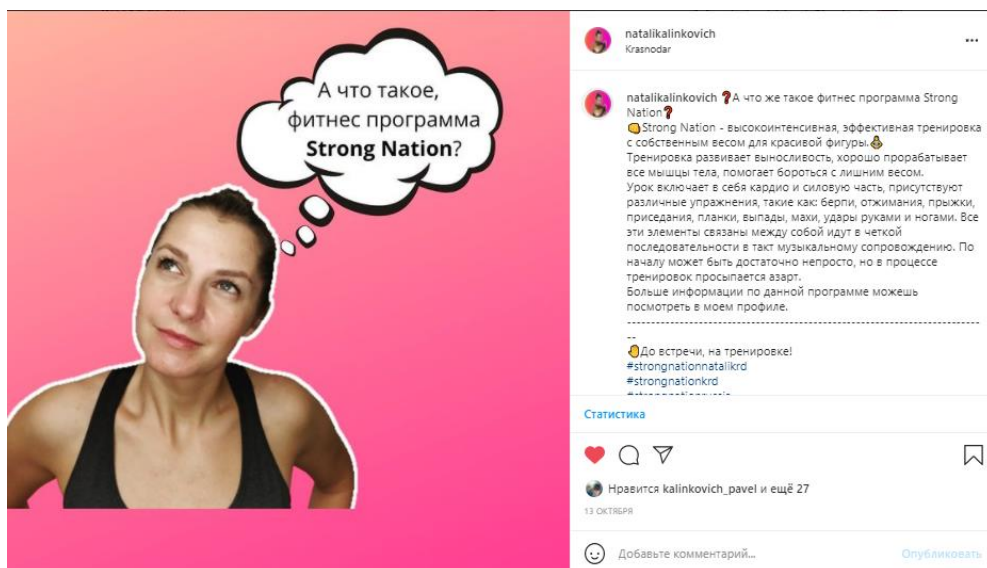 А что такое,
фитнес программа
Strong Nation?
natalikalinkovich
Krasnodar
natalikalinkovich ❓А что же такое фитнес программа Strong
Nation❓
👊Strong Nation - высокоинтенсивная, эффективная тренировка
с собственным весом для красивой фигуры.💪
Тренировка развивает выносливость, хорошо прорабатывает
все мышцы тела, помогает бороться с лишним весом.
Урок включает в себя кардио и силовую часть, присутствуют
различные упражнения, такие как: берпи, отжимания, прыжки,
приседания, планки, выпады, махи, удары руками и ногами. Все
эти элементы связаны между собой идут в четкой
последовательности в такт музыкальному сопровождению. По
началу может быть достаточно непросто, но в процессе
тренировок просыпается азарт.
Больше информации по данной программе можешь
посмотреть в моем профиле.
--------------------------------------------------------------------------------
--
🤚До встречи, на тренировке!
#strongnationnatalikrd
#strongnationkrd
Статистика
Нравится kalinkovich_pavel и ещё 27
13 ОКТЯБРЯ
Добавьте комментарий...
Опубликовать